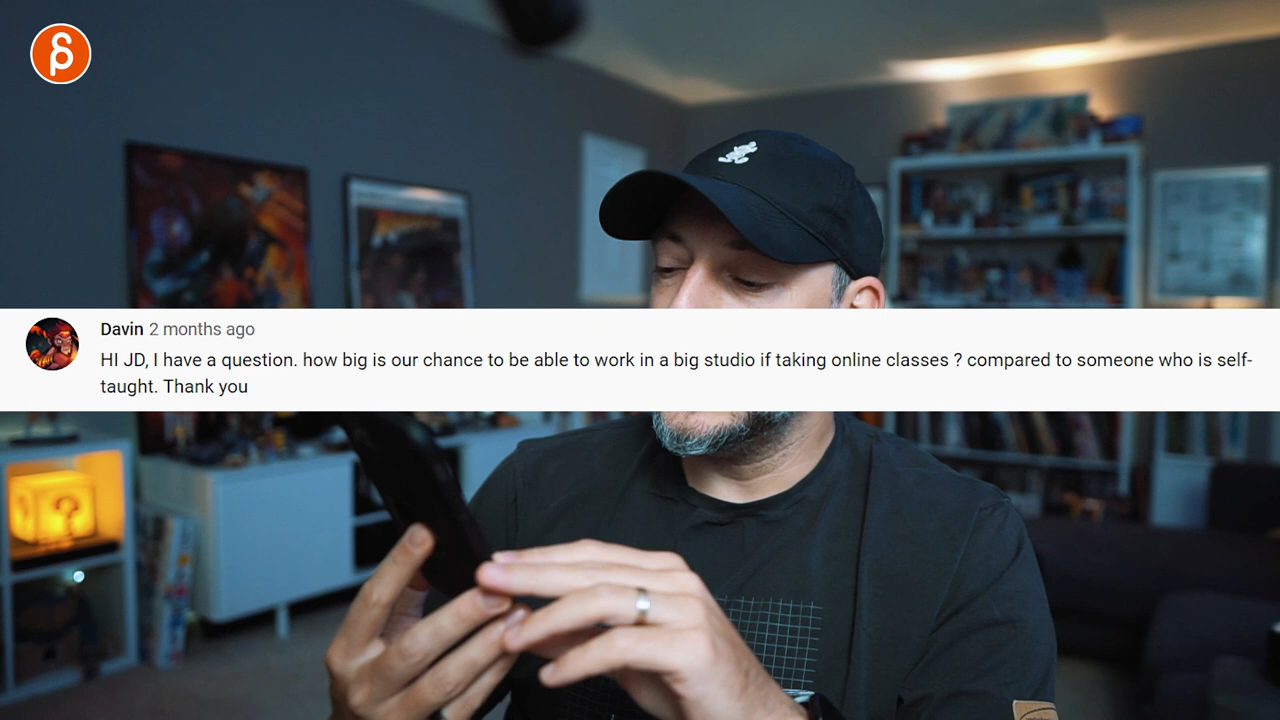 Davin 2 months ago
HI JD, I have a question. how big is our chance to be able to work in a big studio if taking online classes ? compared to someone who is self-
taught. Thank you